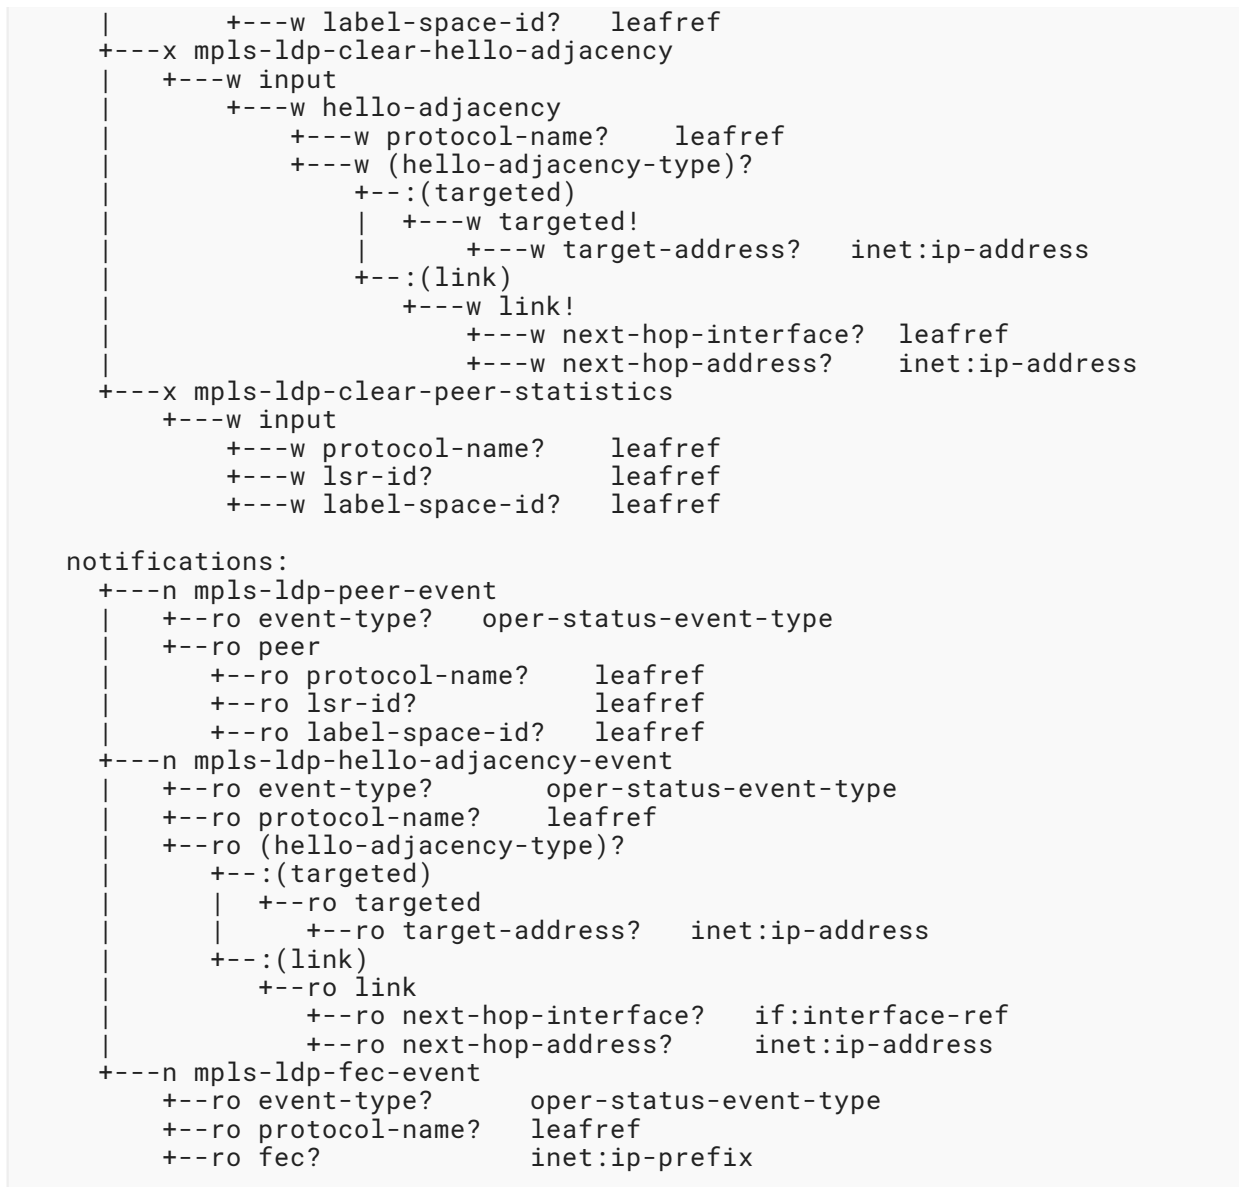 |       +---w label-space-id?   leafref
     +---x mpls-ldp-clear-hello-adjacency
     |   +---w input
     |       +---w hello-adjacency
     |           +---w protocol-name?    leafref
     |           +---w (hello-adjacency-type)?
     |               +--:(targeted)
     |               |  +---w targeted!
     |               |      +---w target-address?   inet:ip-address
     |               +--:(link)
     |                  +---w link!
     |                      +---w next-hop-interface?  leafref
     |                      +---w next-hop-address?    inet:ip-address
     +---x mpls-ldp-clear-peer-statistics
         +---w input
             +---w protocol-name?    leafref
             +---w lsr-id?           leafref
             +---w label-space-id?   leafref

   notifications:
     +---n mpls-ldp-peer-event
     |   +--ro event-type?   oper-status-event-type
     |   +--ro peer
     |      +--ro protocol-name?    leafref
     |      +--ro lsr-id?           leafref
     |      +--ro label-space-id?   leafref
     +---n mpls-ldp-hello-adjacency-event
     |   +--ro event-type?       oper-status-event-type
     |   +--ro protocol-name?    leafref
     |   +--ro (hello-adjacency-type)?
     |      +--:(targeted)
     |      |  +--ro targeted
     |      |     +--ro target-address?   inet:ip-address
     |      +--:(link)
     |         +--ro link
     |            +--ro next-hop-interface?   if:interface-ref
     |            +--ro next-hop-address?     inet:ip-address
     +---n mpls-ldp-fec-event
         +--ro event-type?      oper-status-event-type
         +--ro protocol-name?   leafref
         +--ro fec?             inet:ip-prefix